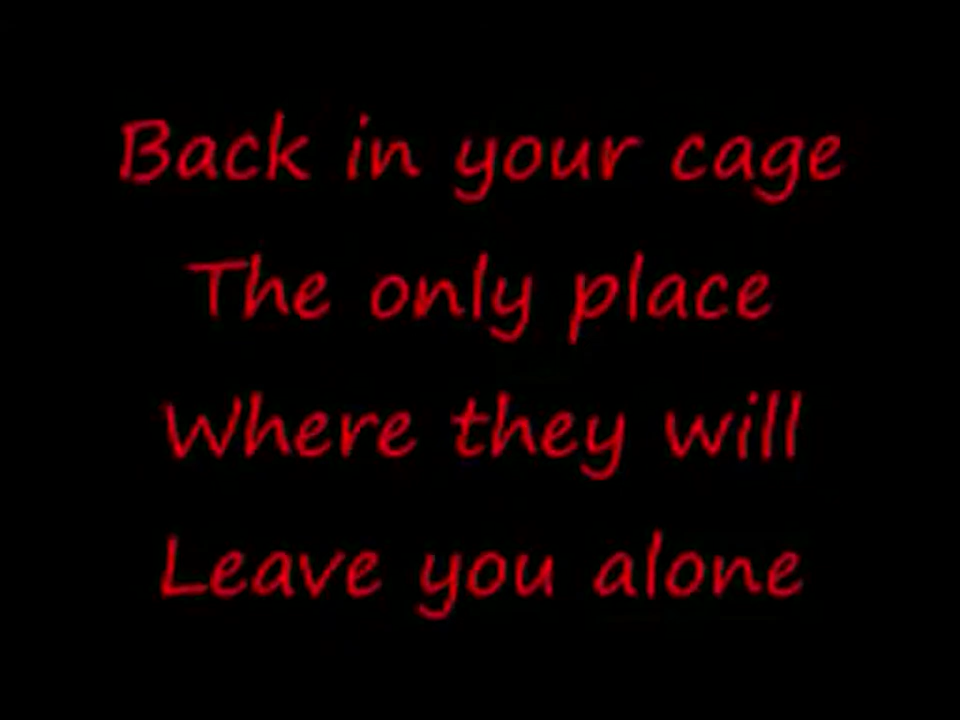 Back in your cage
The only place
Where they will
Leave you alone